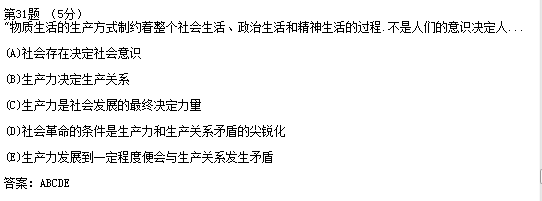 第31题 （5分）
"物质生活的生产方式制约着整个社会生活、政治生活和精神生活的过程.不是人们的意识决定人...
(A)社会存在决定社会意识
(B)生产力决定生产关系
(C)生产力是社会发展的最终决定力量
(D)社会革命的条件是生产力和生产关系矛盾的尖锐化
(E)生产力发展到一定程度便会与生产关系发生矛盾
答案：ABCDE